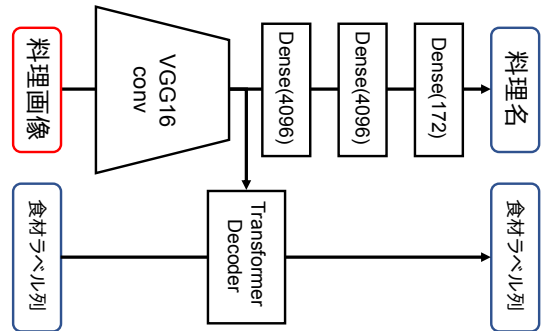 料理画像
VGG16
conv
Dense(4096)
Dense(4096)
Dense(172)
料理名
食材ラベル列
Transformer
Decoder
食材ラベル列